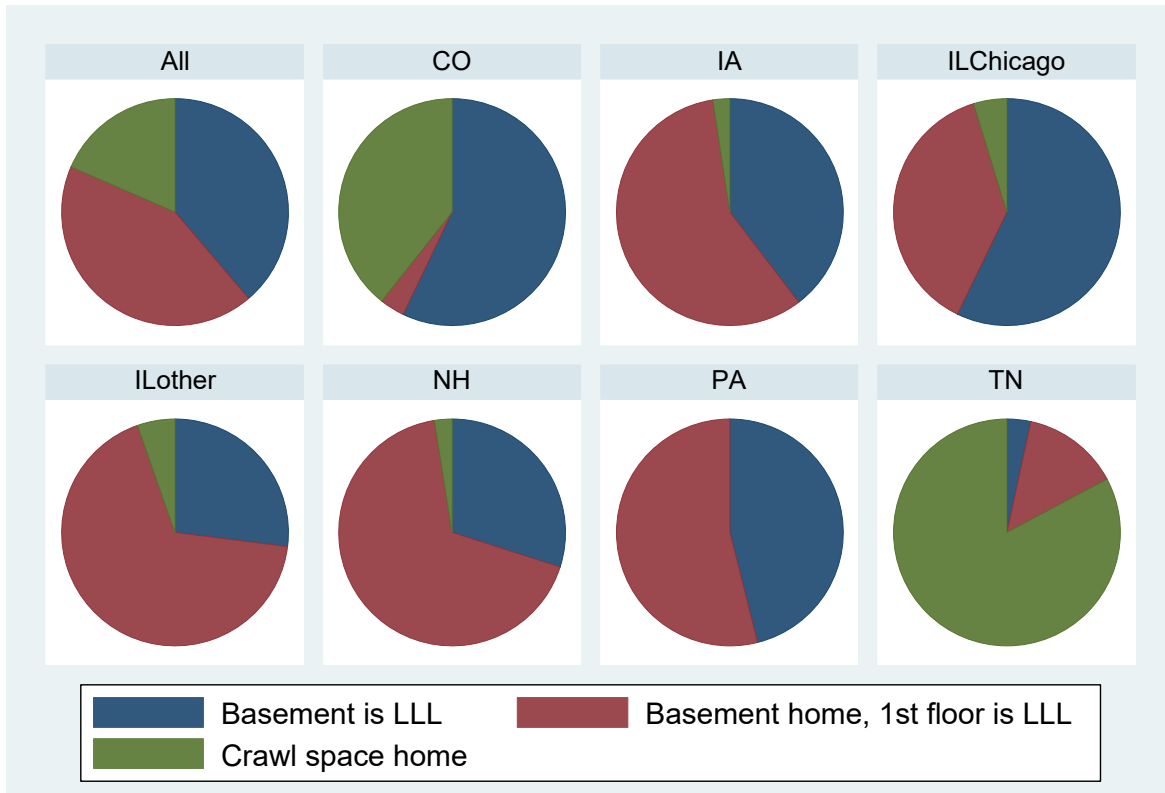 All
CO
IA
ILChicago
ILother
NH
PA
TN
Basement is LLL
Basement home, 1st floor is LLL
Crawl space home